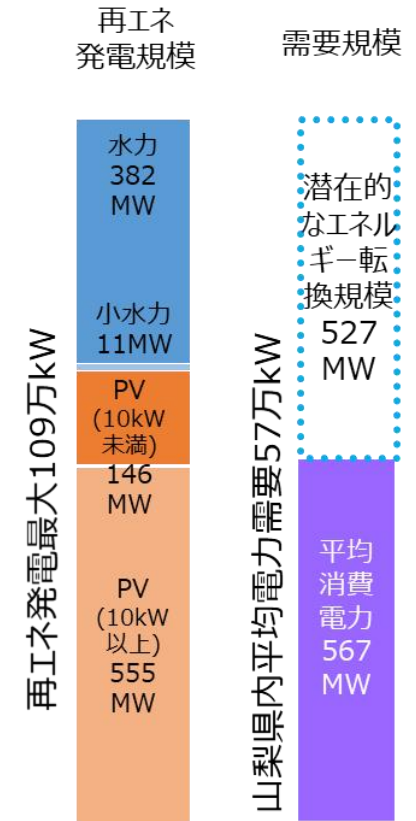 再エネ
発電規模
需要規模
再エネ発電最大109万kW
水力
382
MW
小水力
11MW
PV
(10kW
未満)
146
MW
PV
(10kW
以上)
555
MW
山梨県内平均電力需要57万kW
潜在的
なエネル
ギー転
換規模
527
MW
平均
消費
電力
567
MW